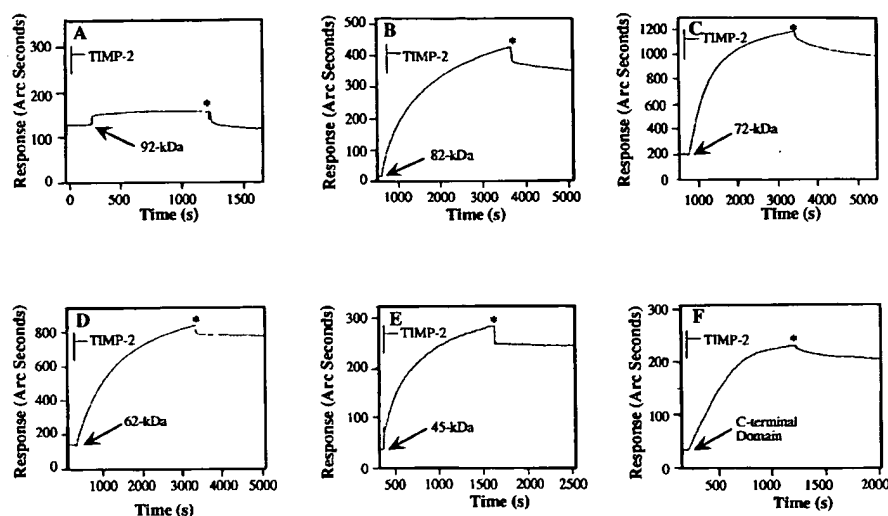 A
TIMP-2
92-kDa
*
Response (Arc Seconds)
300
200
100
0
0
500
1000
1500
Time (s)
B
TIMP-2
82-kDa
*
Response (Arc Seconds)
500
400
300
200
100
0
1000
2000
3000
4000
5000
Time (s)
C
TIMP-2
72-kDa
*
Response (Arc Seconds)
1200
1000
800
600
400
200
0
1000
2000
3000
4000
5000
Time (s)
D
TIMP-2
62-kDa
*
Response (Arc Seconds)
800
600
400
200
0
1000
2000
3000
4000
5000
Time (s)
E
TIMP-2
45-kDa
*
Response (Arc Seconds)
300
200
100
0
500
1000
1500
2000
2500
Time (s)
F
TIMP-2
C-terminal
Domain
*
Response (Arc Seconds)
300
200
100
0
500
1000
1500
2000
Time (s)